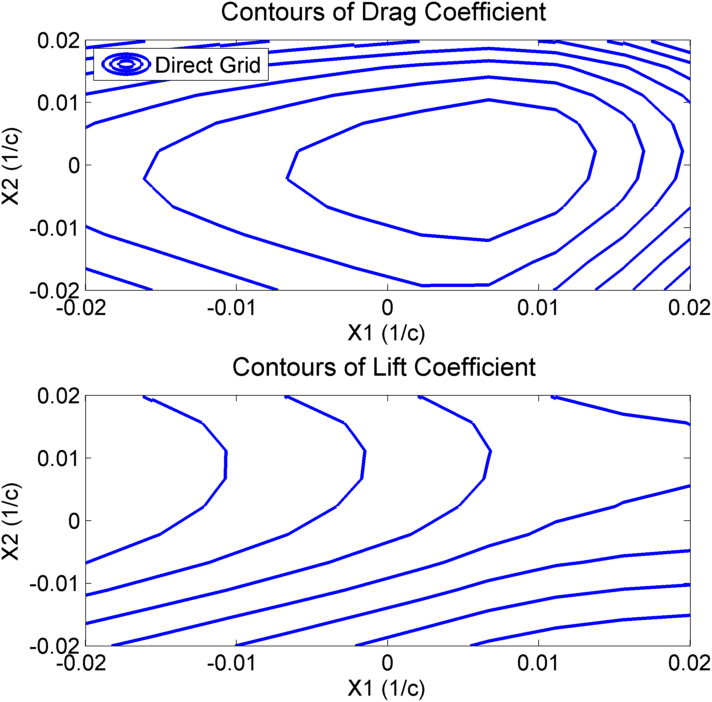 Contours of Drag Coefficient
0.02
Direct Grid
0.01
0
-0.01
-0.02
X2 (1/c)
-0.02 -0.01 0 0.01 0.02
X1 (1/c)
Contours of Lift Coefficient
0.02
0.01
0
-0.01
-0.02
X2 (1/c)
-0.02 -0.01 0 0.01 0.02
X1 (1/c)